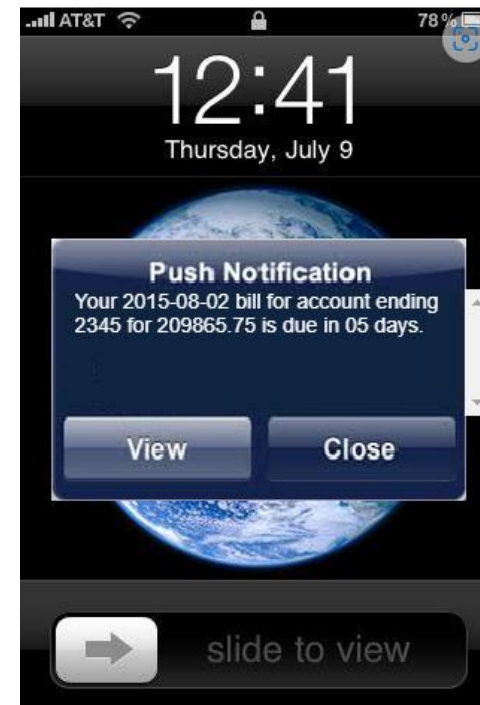 AT&T 78%
12:41
Thursday, July 9
Push Notification
Your 2015-08-02 bill for account ending
2345 for 209865.75 is due in 05 days.
View Close
slide to view